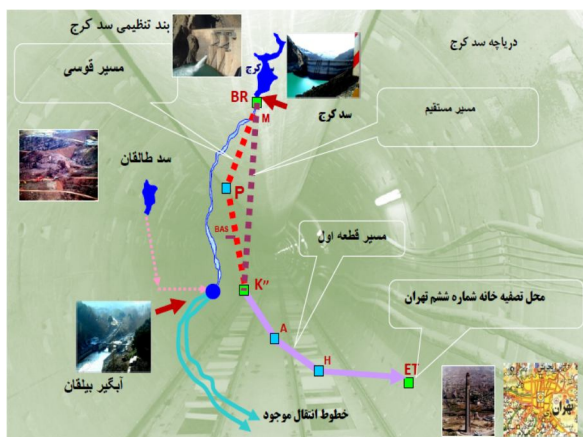 بند تنظیمی سد کرج
دریاچه سد کرج
مسیر قوسی
کرج
BR
M
سد کرج
مسیر مستقیم
سد طالقان
P
BAS
مسیر قطعه اول
K"
محل تصفیه خانه شماره ششم تهران
A
H
ET
آبگیر بیلقان
تهران
خطوط انتقال موجود